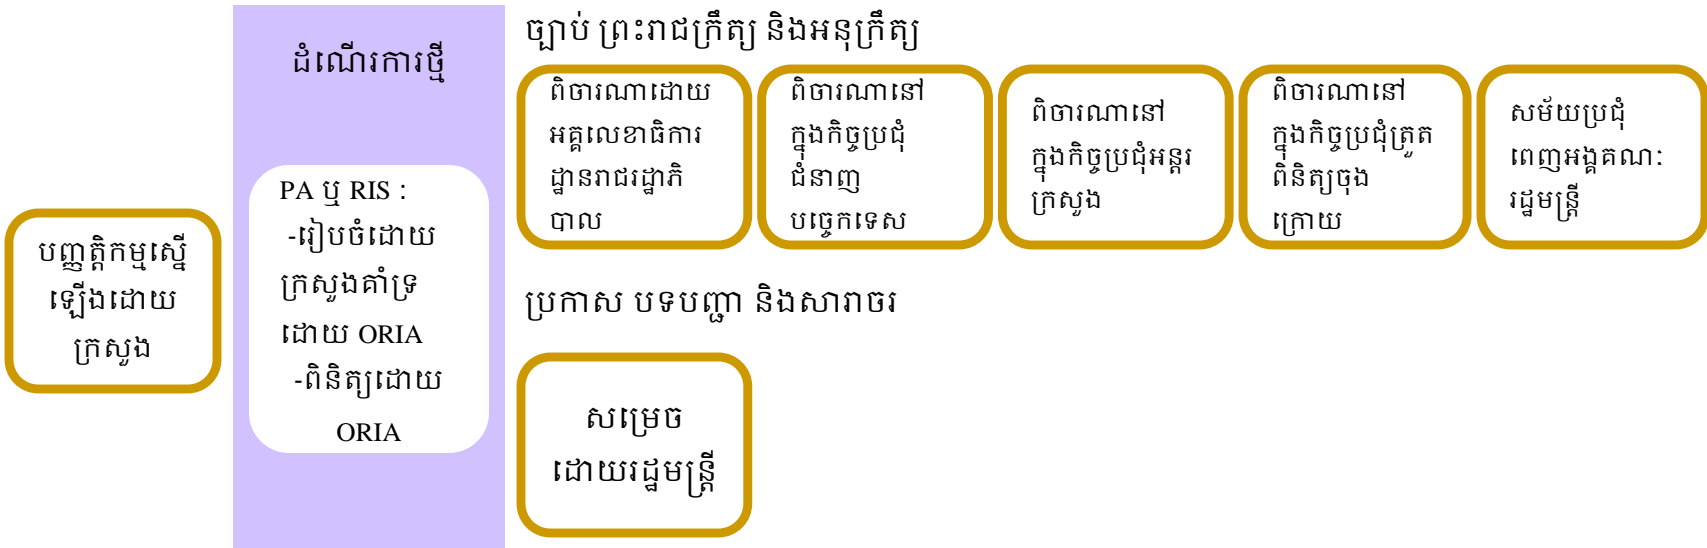 បញ្ញត្តិកម្មស្នើ
ឡើងដោយ
ក្រសួង
ដំណើរការថ្មី
PA ឬ RIS :
-រៀបចំដោយ
ក្រសួងគាំទ្រ
ដោយ ORIA
-ពិនិត្យដោយ
ORIA
ច្បាប់ ព្រះរាជក្រឹត្យ និងអនុក្រឹត្យ
ពិចារណាដោយ
អគ្គលេខាធិការ
ដ្ឋានរាជរដ្ឋាភិ
បាល
ពិចារណានៅ
ក្នុងកិច្ចប្រជុំ
ជំនាញ
បច្ចេកទេស
ពិចារណានៅ
ក្នុងកិច្ចប្រជុំអន្តរ
ក្រសួង
ពិចារណានៅ
ក្នុងកិច្ចប្រជុំត្រួត
ពិនិត្យចុង
ក្រោយ
សម័យប្រជុំ
ពេញអង្គគណៈ
រដ្ឋមន្ត្រី
ប្រកាស បទបញ្ជា និងសារាចរ
សម្រេច
ដោយរដ្ឋមន្ត្រី